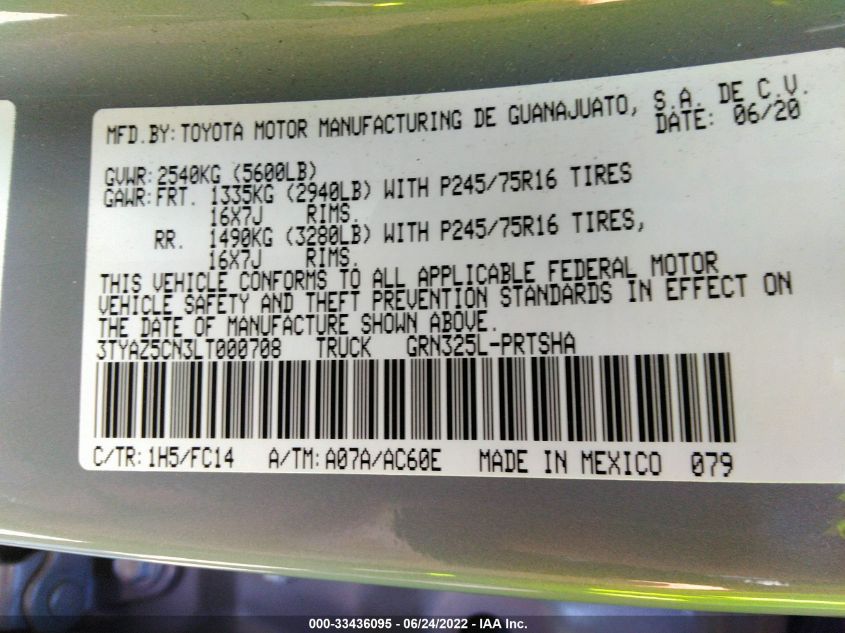 MFD.BY: TOYOTA MOTOR MANUFACTURING DE GUANAJUATO, S.A. DE C.V.
DATE: 06/20
GVWR: 2540KG (5600LB)
GAWR: FRT. 1335KG (2940LB) WITH P245/75R16 TIRES
16X7J RIMS.
RR. 1490KG (3280LB) WITH P245/75R16 TIRES,
16X7J RIMS.
THIS VEHICLE CONFORMS TO ALL APPLICABLE FEDERAL MOTOR
VEHICLE SAFETY AND THEFT PREVENTION STANDARDS IN EFFECT ON
THE DATE OF MANUFACTURE SHOWN ABOVE.
3TYAZ5CN3LT000708 TRUCK GRN325L-PRTSHA
C/TR: 1H5/FC14 A/TM: A07A/AC60E MADE IN MEXICO 079
000-33436095 - 06/24/2022 - IAA Inc.